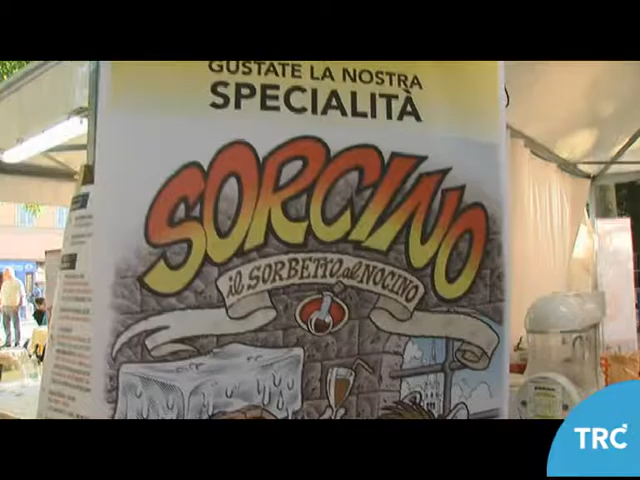 GUSTATE LA NOSTRA
SPECIALITÀ
SORCINO
il SORBETTO al NOCINO
TRC